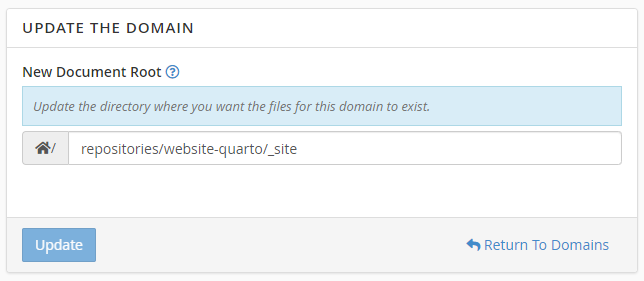 UPDATE THE DOMAIN
New Document Root
Update the directory where you want the files for this domain to exist.
/ repositories/website-quarto/_site
Update Return To Domains